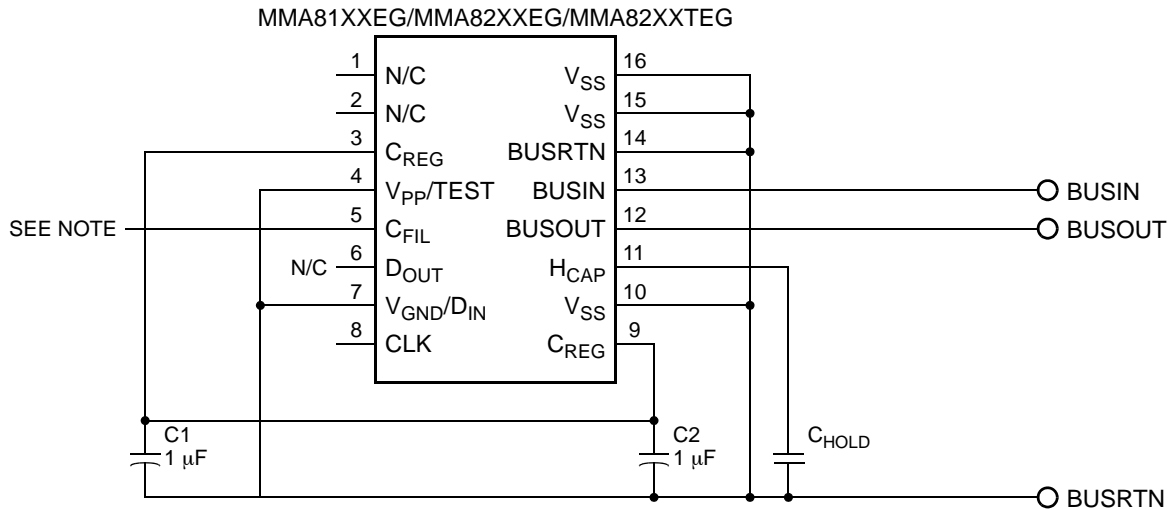 MMA81XXEG/MMA82XXEG/MMA82XXTEG
1 N/C
2 N/C
3 CREG
4 VPP/TEST
SEE NOTE 5 CFIL
N/C 6 DOUT
7 VGND/DIN
8 CLK
VSS 16
VSS 15
BUSRTN 14
BUSIN 13 BUSIN
BUSOUT 12 BUSOUT
HCAP 11
VSS 10
CREG 9
C1
1 μF
C2
1 μF
CHOLD
BUSRTN